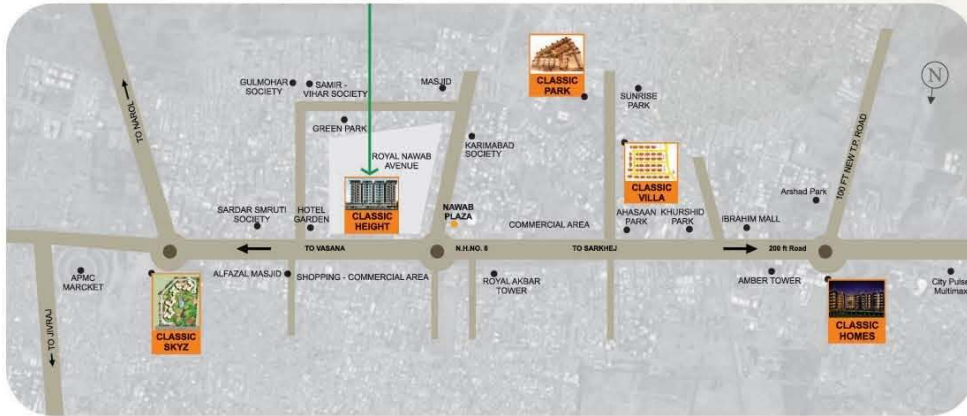 CLASSIC
PARK
GULMOHAR
SOCIETY
SAMIR -
VIHAR SOCIETY
MASJID
SUNRISE
PARK
N
TO NAROL
GREEN PARK
ROYAL NAWAB
AVENUE
KARIMABAD
SOCIETY
100 FT NEW T.P. ROAD
CLASSIC
VILLA
Arshad Park
SARDAR SMRUTI
SOCIETY
HOTEL
GARDEN
CLASSIC
HEIGHT
NAWAB
PLAZA
COMMERCIAL AREA
AHASAAN
PARK
KHURSHID
PARK
IBRAHIM MALL
TO VASANA
N.H.NO. 8
TO SARKHEJ
200 ft Road
APMC
MARCKET
ALFAZAL MASJID
SHOPPING - COMMERCIAL AREA
ROYAL AKBAR
TOWER
AMBER TOWER
City Pulse
Multimax
TO JIVRAJ
CLASSIC
SKYZ
CLASSIC
HOMES